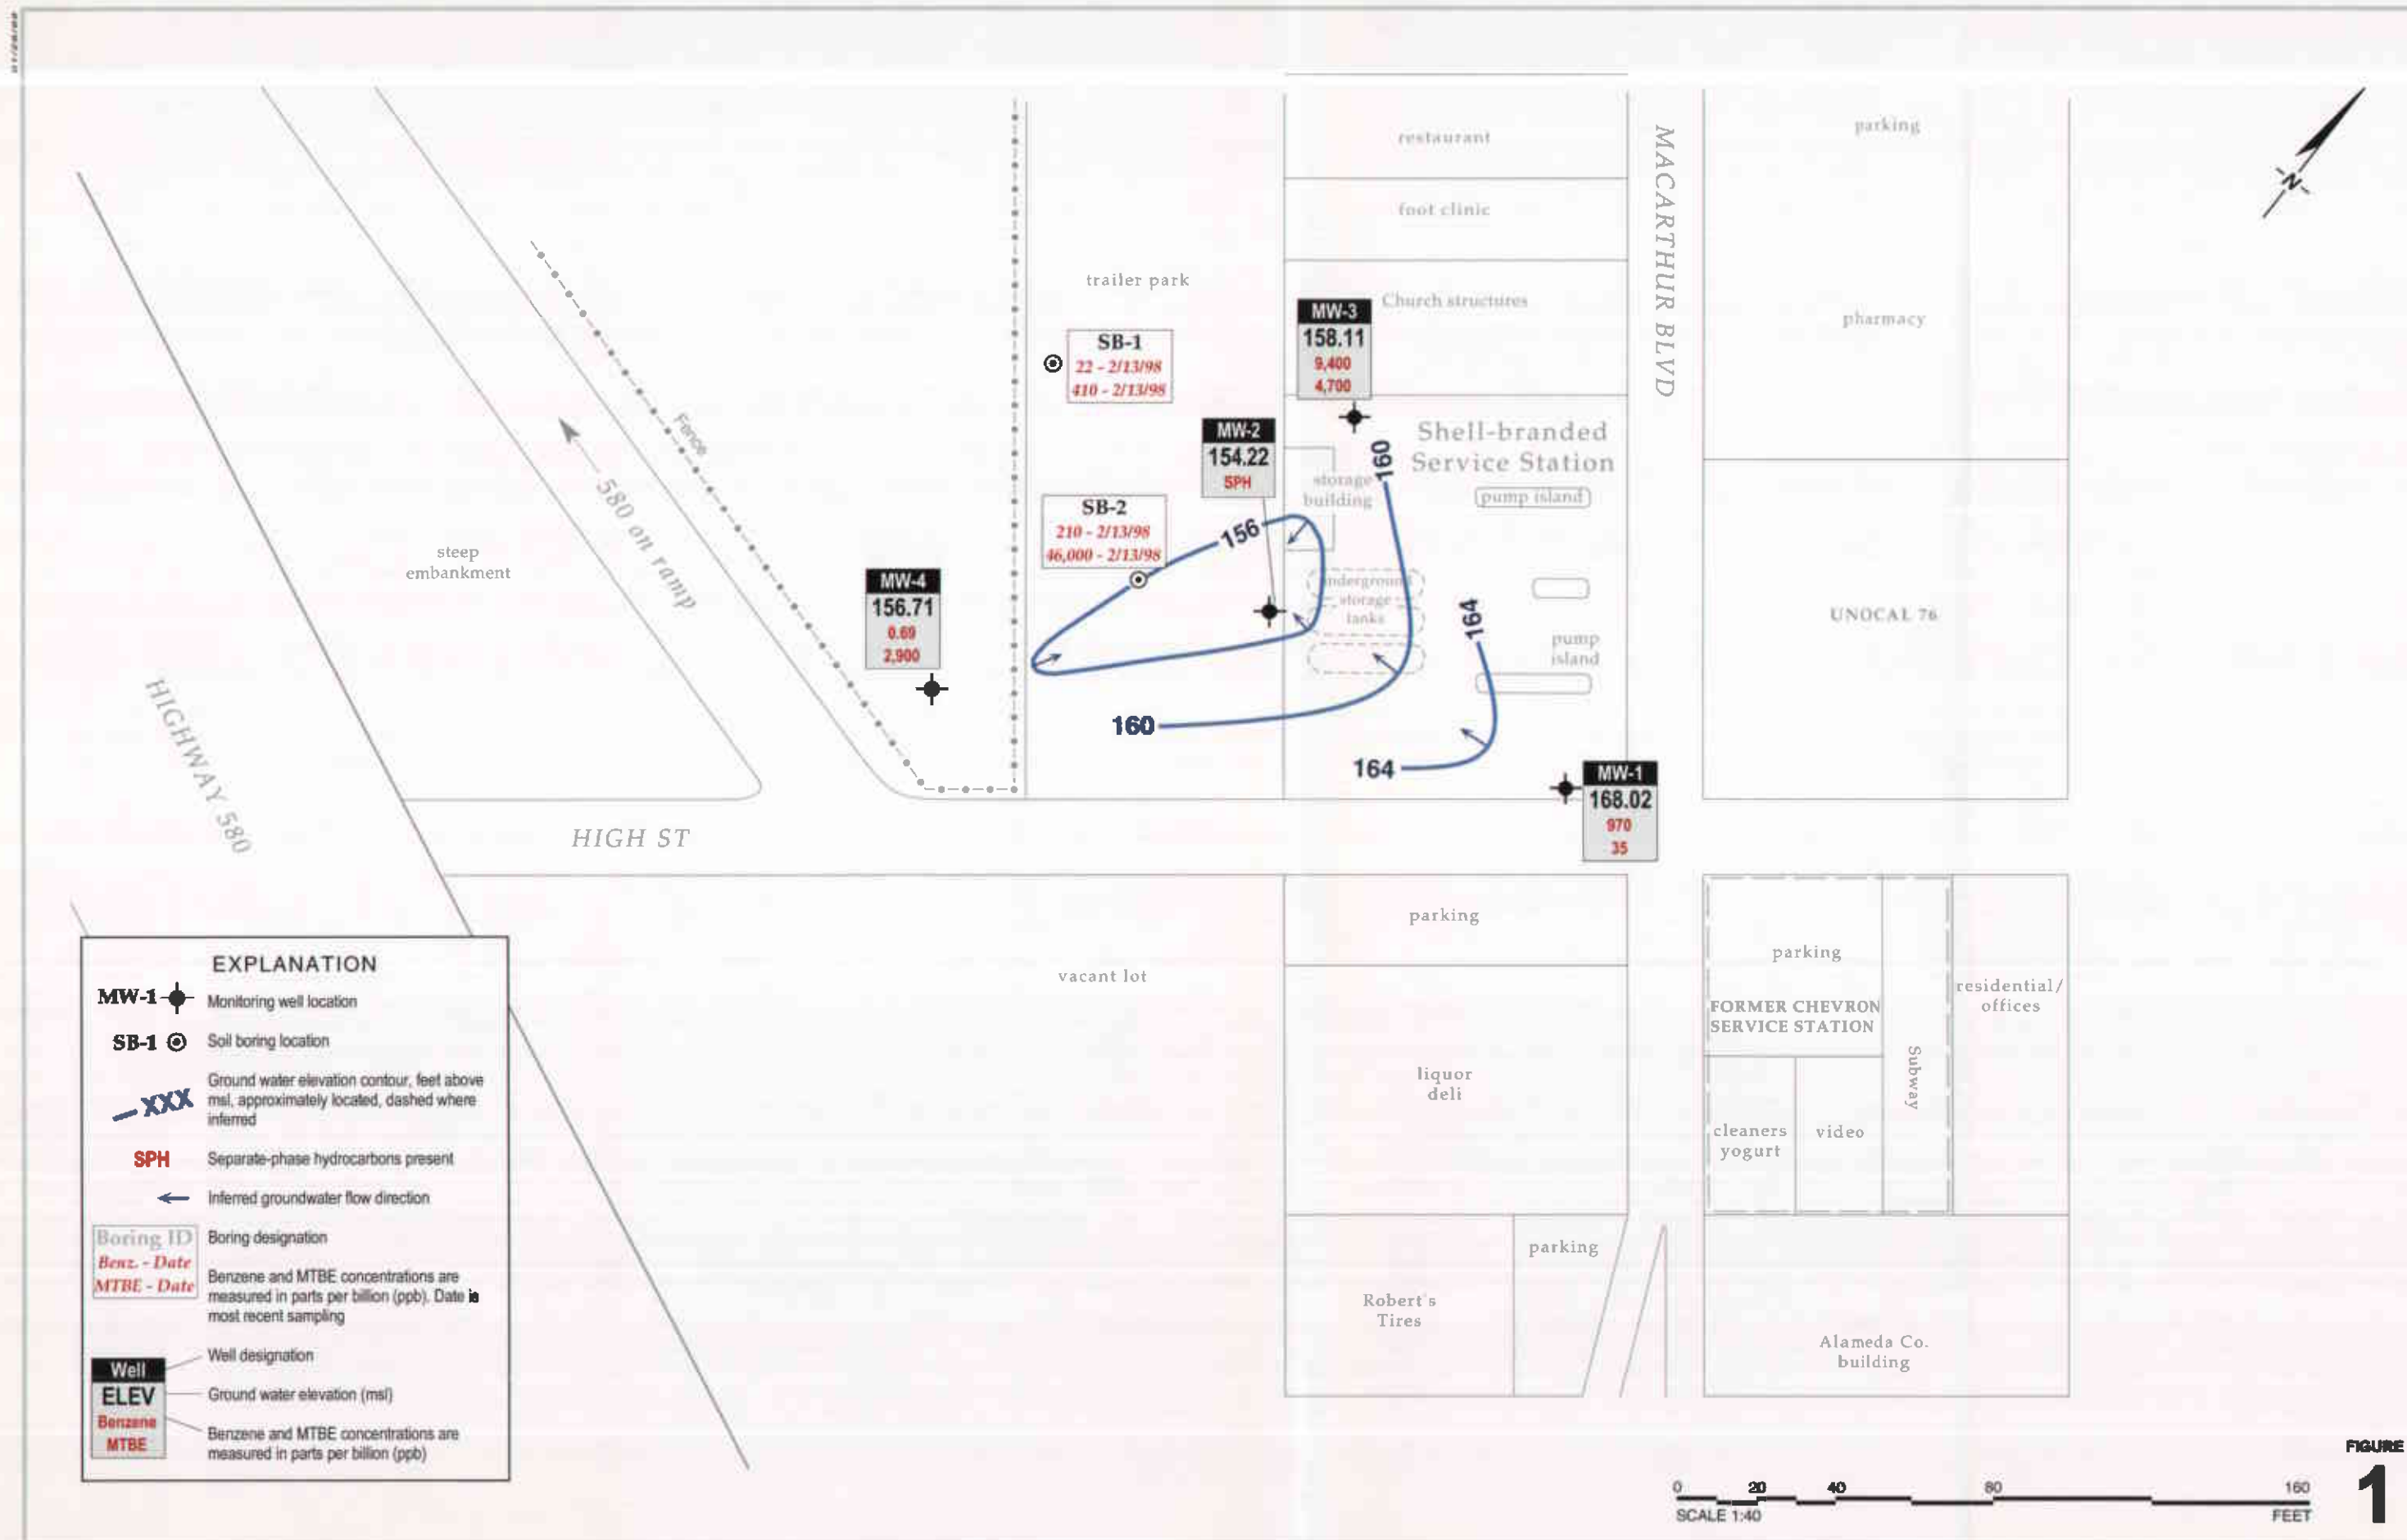 restaurant
foot clinic
Church structures
MACARTHUR BLVD
parking
pharmacy
UNOCAL 76
N
trailer park
SB-1
22 - 2/13/98
410 - 2/13/98
MW-3
158.11
9,400
4,700
MW-2
154.22
SPH
Shell-branded
Service Station
pump island
storage
building
160
SB-2
210 - 2/13/98
46,000 - 2/13/98
156
underground
storage
tanks
164
pump
island
Fence
580 on ramp
steep
embankment
MW-4
156.71
0.69
2,900
160
164
MW-1
168.02
970
35
HIGHWAY 580
HIGH ST
vacant lot
parking
liquor
deli
Robert's
Tires
parking
parking
FORMER CHEVRON
SERVICE STATION
Subway
residential/
offices
cleaners
yogurt
video
Alameda Co.
building
EXPLANATION
MW-1 Monitoring well location
SB-1 Soil boring location
XXX Ground water elevation contour, feet above
msl, approximately located, dashed where
inferred
SPH Separate-phase hydrocarbons present
Inferred groundwater flow direction
Boring ID Boring designation
Benz. - Date
MTBE - Date
Benzene and MTBE concentrations are
measured in parts per billion (ppb). Date is
most recent sampling
Well Well designation
ELEV Ground water elevation (msl)
Benzene
MTBE
Benzene and MTBE concentrations are
measured in parts per billion (ppb)
0 20 40 80 160
SCALE 1:40 FEET
FIGURE
1